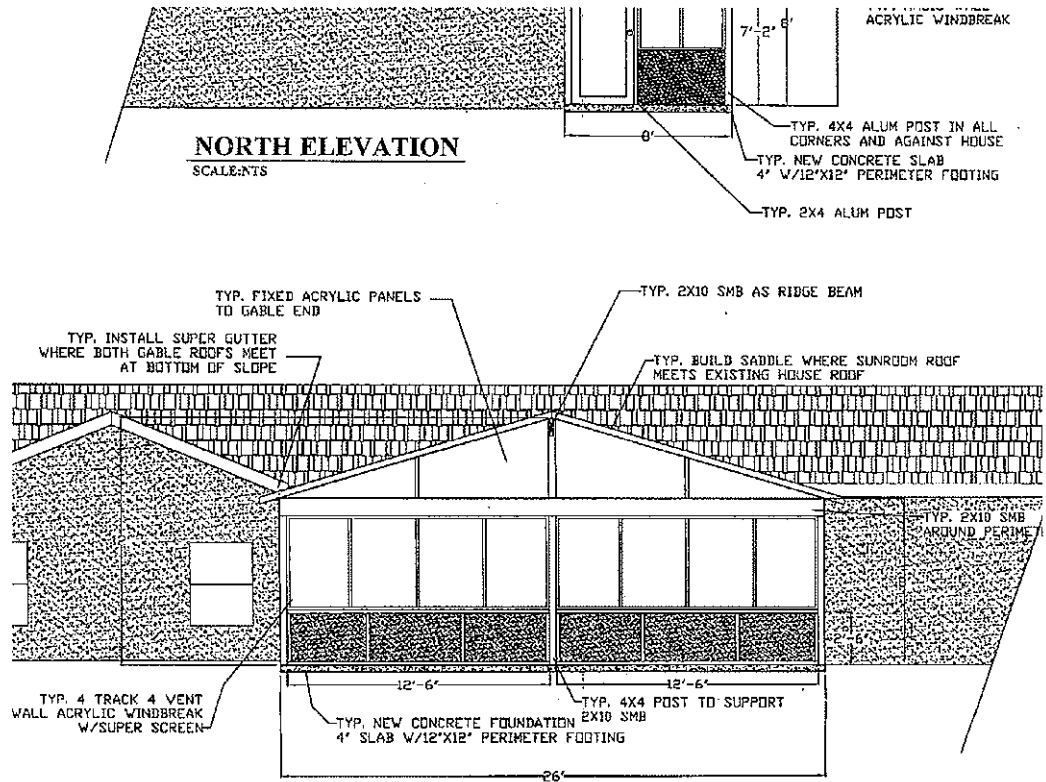 ACRYLIC WINDBREAK
7'-2"
8'
TYP. 4X4 ALUM POST IN ALL
CORNERS AND AGAINST HOUSE
8'
NORTH ELEVATION
SCALE:NTS
TYP. NEW CONCRETE SLAB
4" W/12"X12" PERIMETER FOOTING
TYP. 2X4 ALUM POST
TYP. FIXED ACRYLIC PANELS
TO GABLE END
TYP. 2X10 SMB AS RIDGE BEAM
TYP. INSTALL SUPER GUTTER
WHERE BOTH GABLE ROOFS MEET
AT BOTTOM OF SLOPE
TYP. BUILD SADDLE WHERE SUNROOM ROOF
MEETS EXISTING HOUSE ROOF
TYP. 2X10 SMB
AROUND PERIMET
6"
12'-6"
12'-6"
TYP. 4 TRACK 4 VENT
WALL ACRYLIC WINDBREAK
W/SUPER SCREEN
TYP. NEW CONCRETE FOUNDATION
4" SLAB W/12"X12" PERIMETER FOOTING
TYP. 4X4 POST TO SUPPORT
2X10 SMB
26'